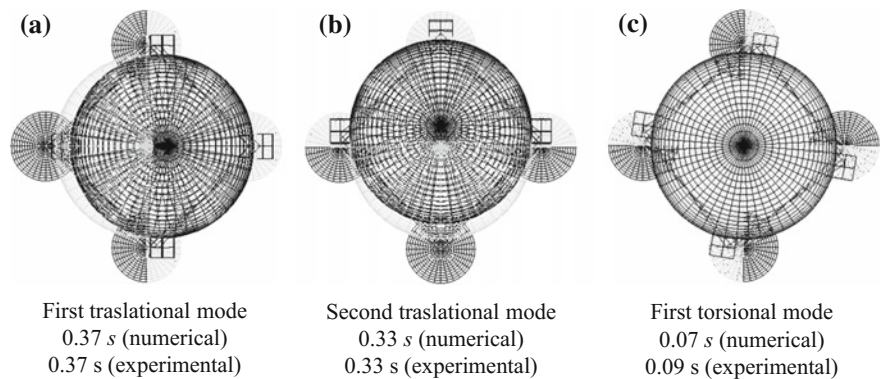 (a)
(b)
(c)
First traslational mode
0.37 s (numerical)
0.37 s (experimental)
Second traslational mode
0.33 s (numerical)
0.33 s (experimental)
First torsional mode
0.07 s (numerical)
0.09 s (experimental)